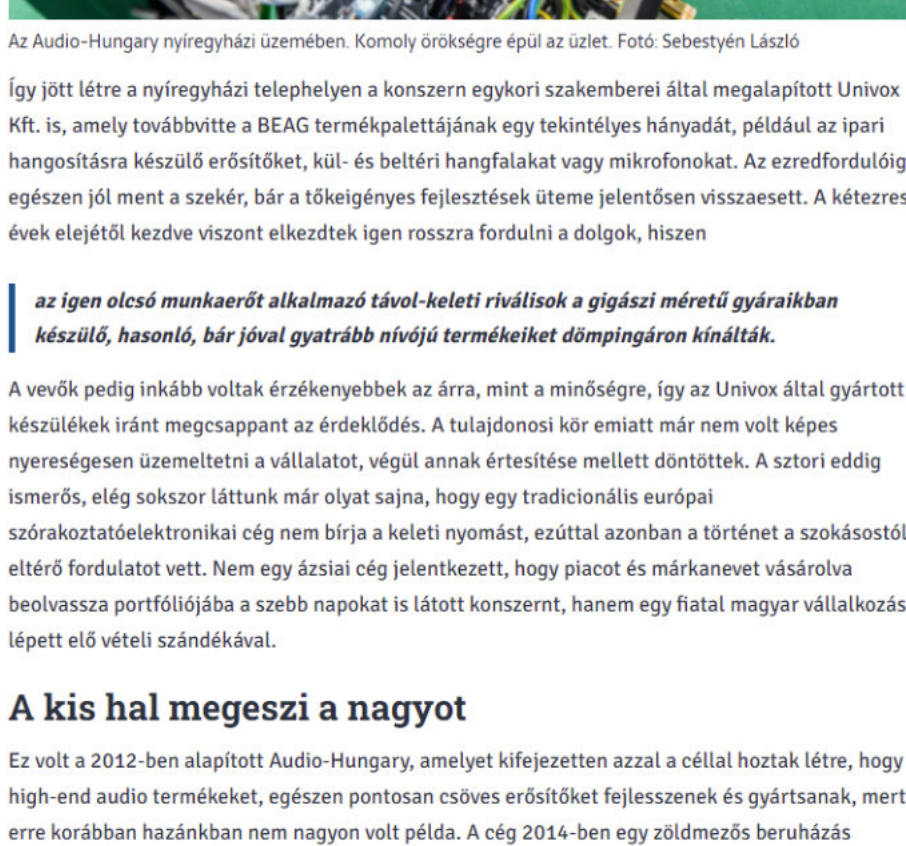 Az Audio-Hungary nyíregyházi üzemében. Komoly örökségre épül az üzlet. Fotó: Sebestyén László
Így jött létre a nyíregyházi telephelyen a konszern egykori szakemberei által megalapított Univox
Kft. is, amely továbbvitte a BEAG termékpalettájának egy tekintélyes hányadát, például az ipari
hangosításra készülő erősítőket, kül- és beltéri hangfalakat vagy mikrofonokat. Az ezredfordulóig
egészen jól ment a szekér, bár a tőkeigényes fejlesztések üteme jelentősen visszaesett. A kétezres
évek elejétől kezdve viszont elkezdtek igen rosszra fordulni a dolgok, hiszen
az igen olcsó munkaerőt alkalmazó távol-keleti riválisok a gigászi méretű gyáraikban
készülő, hasonló, bár jóval gyatrább nívójú termékeiket dömpingáron kínálták.
A vevők pedig inkább voltak érzékenyebbek az árra, mint a minőségre, így az Univox által gyártott
készülékek iránt megcsappant az érdeklődés. A tulajdonosi kör emiatt már nem volt képes
nyereségesen üzemeltetni a vállalatot, végül annak értesítése mellett döntöttek. A sztori eddig
ismerős, elég sokszor láttunk már olyat sajna, hogy egy tradicionális európai
szórakoztatóelektronikai cég nem bírja a keleti nyomást, ezúttal azonban a történet a szokásostól
eltérő fordulatot vett. Nem egy ázsiai cég jelentkezett, hogy piacot és márkanevet vásárolva
beolvassza portfóliójába a szebb napokat is látott konszernt, hanem egy fiatal magyar vállalkozás
lépett elő vételi szándékával.
A kis hal megeszi a nagyot
Ez volt a 2012-ben alapított Audio-Hungary, amelyet kifejezetten azzal a céllal hoztak létre, hogy
high-end audio termékeket, egészen pontosan csöves erősítőket fejlesszenek és gyártsanak, mert
erre korábban hazánkban nem nagyon volt példa. A cég 2014-ben egy zöldmezős beruházás